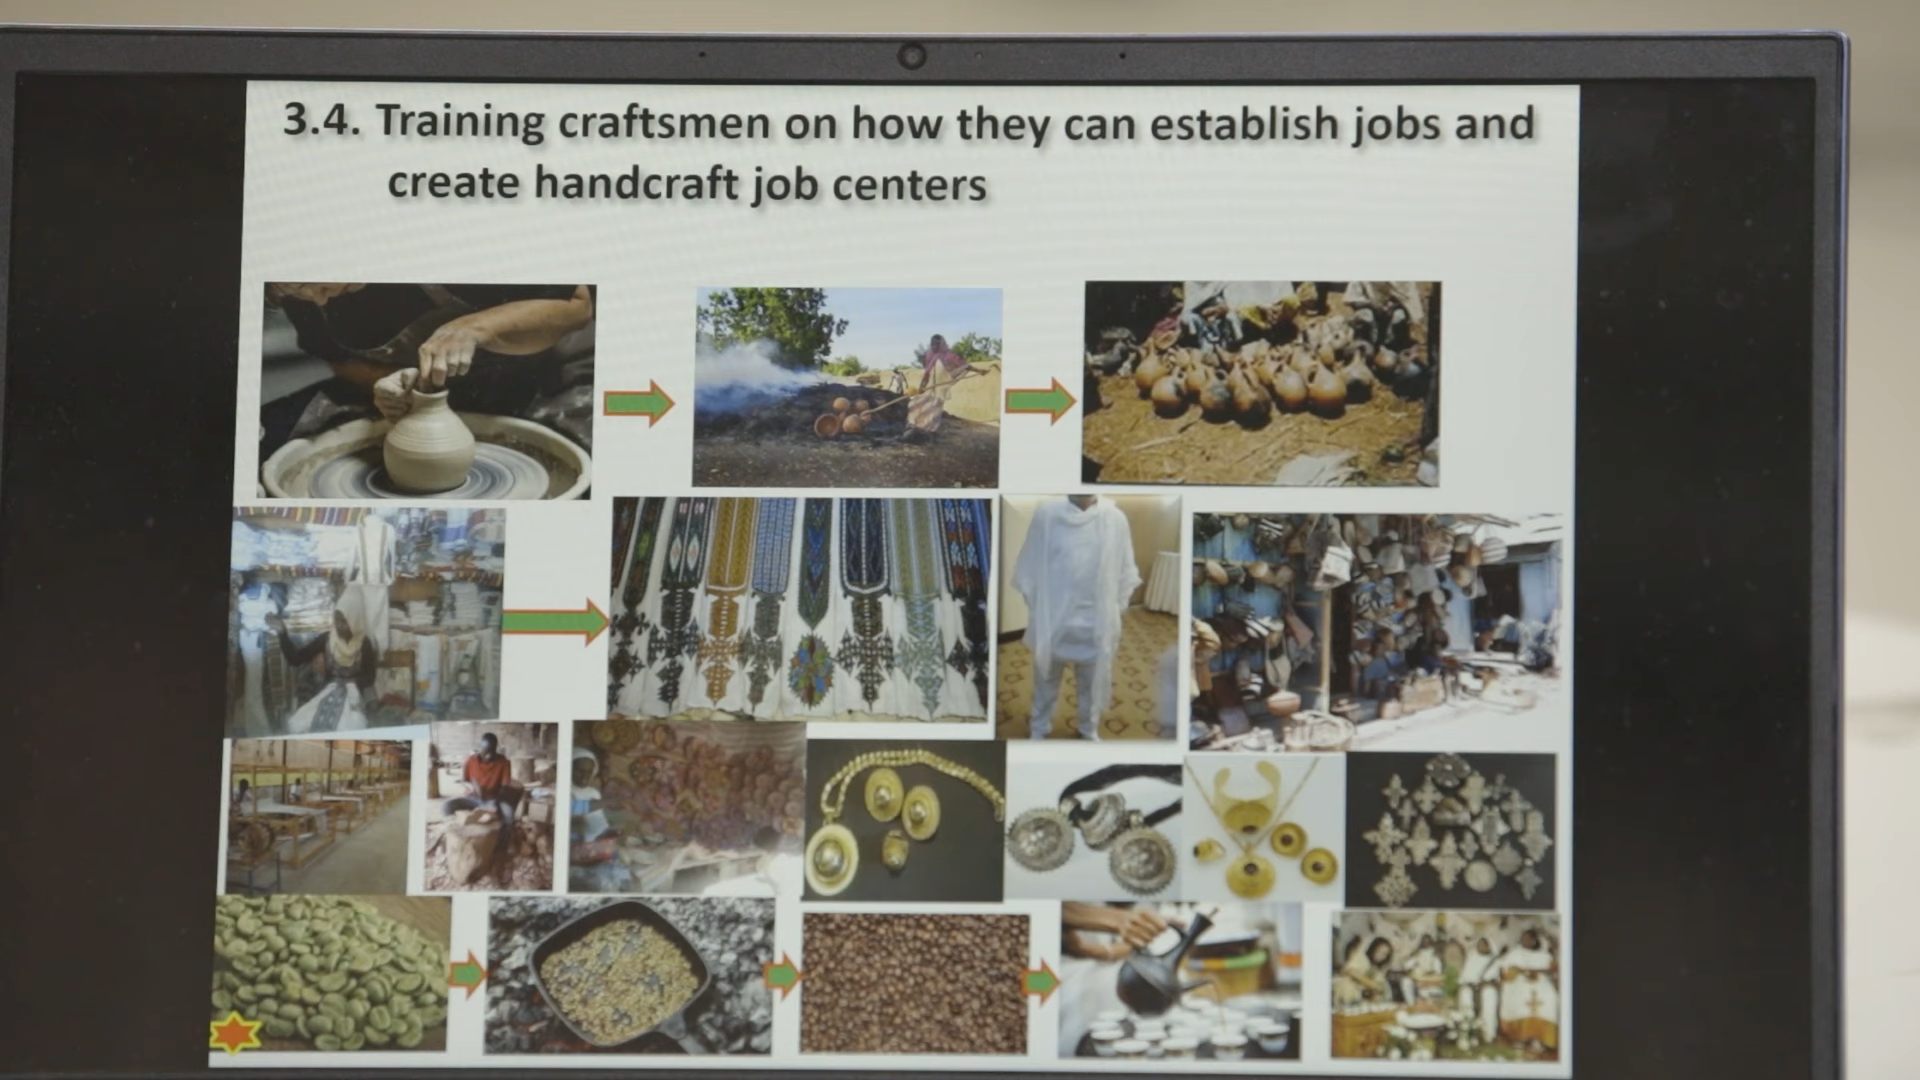 3.4. Training craftsmen on how they can establish jobs and
create handcraft job centers